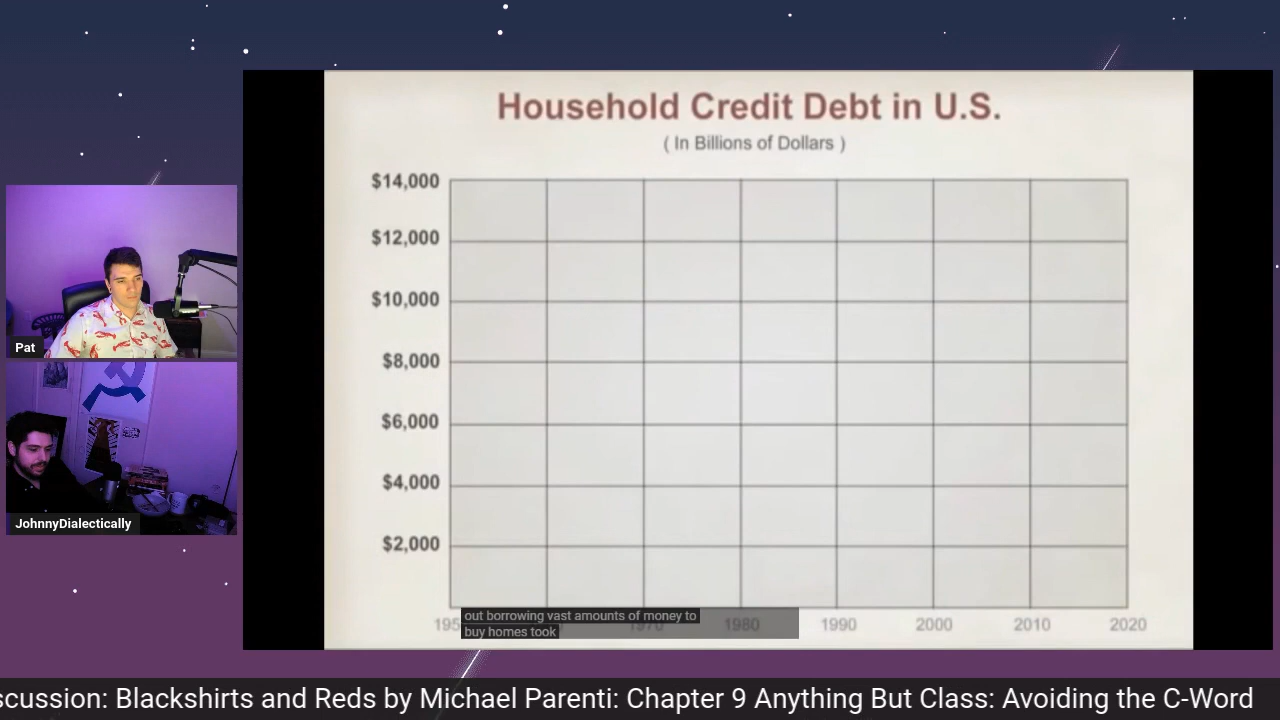 Household Credit Debt in U.S.
( In Billions of Dollars )
$14,000
$12,000
$10,000
$8,000
$6,000
$4,000
$2,000
1970 1980 1990 2000 2010 2020
out borrowing vast amounts of money to
buy homes took
Pat
JohnnyDialectically
scussion: Blackshirts and Reds by Michael Parenti: Chapter 9 Anything But Class: Avoiding the C-Word